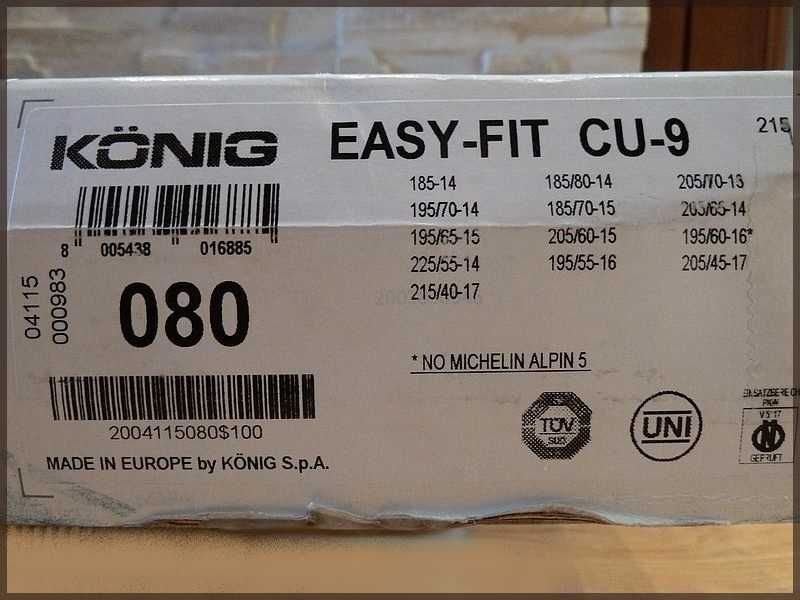 KÖNIG
EASY-FIT CU-9
215
8 005438 016885
04115
000983
080
2004115080$100
MADE IN EUROPE by KÖNIG S.p.A.
185-14 185/80-14 205/70-13
195/70-14 185/70-15 205/65-14
195/65-15 205/60-15 195/60-16*
225/55-14 195/55-16 205/45-17
215/40-17
* NO MICHELIN ALPIN 5
TÜV
SÜD
UNI
PKW
GEPRÜFT